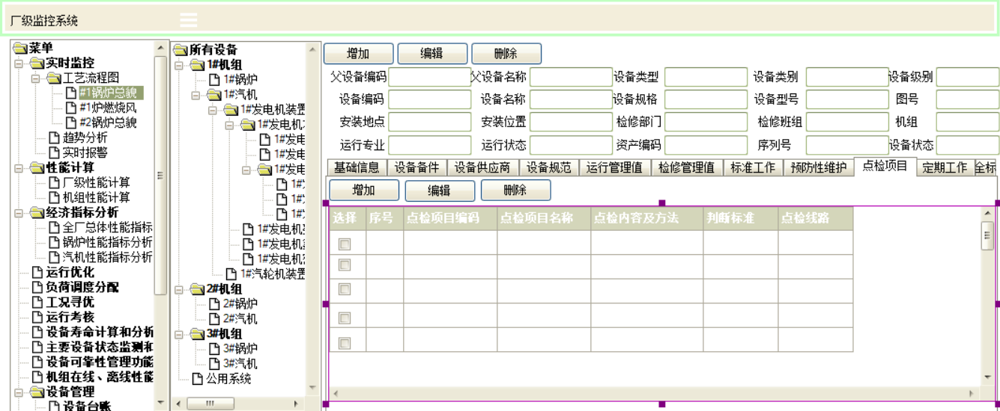 厂级监控系统
菜单
实时监控
工艺流程图
#1锅炉总貌
#1炉燃烧风
#2锅炉总貌
趋势分析
实时报警
性能计算
厂级性能计算
机组性能计算
经济指标分析
全厂总体性能指标
锅炉性能指标分析
汽机性能指标分析
运行优化
负荷调度分配
工况寻优
运行考核
设备寿命计算和分析
主要设备状态监测和
设备可靠性管理功能
机组在线、离线性能
设备管理
设备台账
所有设备
1#机组
1#锅炉
1#汽机
1#发电机装置
1#发电机
1#发电
1#发电
1#发电
1#
1#
1#
1#发电机
1#发电机
1#发电机
1#汽轮机装置
2#机组
2#锅炉
2#汽机
3#机组
3#锅炉
3#汽机
公用系统
增加 编辑 删除
父设备编码 父设备名称 设备类型 设备类别 设备级别
设备编码 设备名称 设备规格 设备型号 图号
安装地点 安装位置 检修部门 检修班组 机组
运行专业 运行状态 资产编码 序列号 设备状态
基础信息 设备备件 设备供应商 设备规范 运行管理值 检修管理值 标准工作 预防性维护 点检项目 定期工作 全标
增加 编辑 删除
选择 序号 点检项目编码 点检项目名称 点检内容及方法 判断标准 点检线路